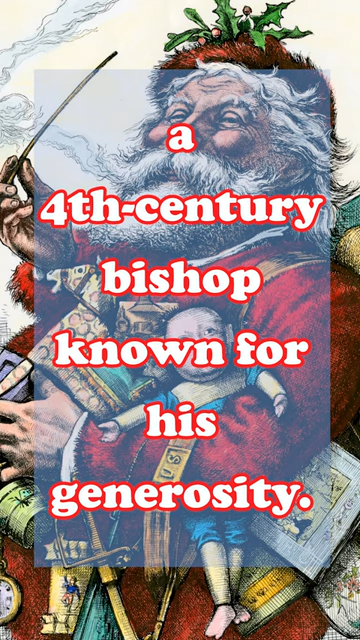 a
4th-century
bishop
known for
his
generosity.
U S